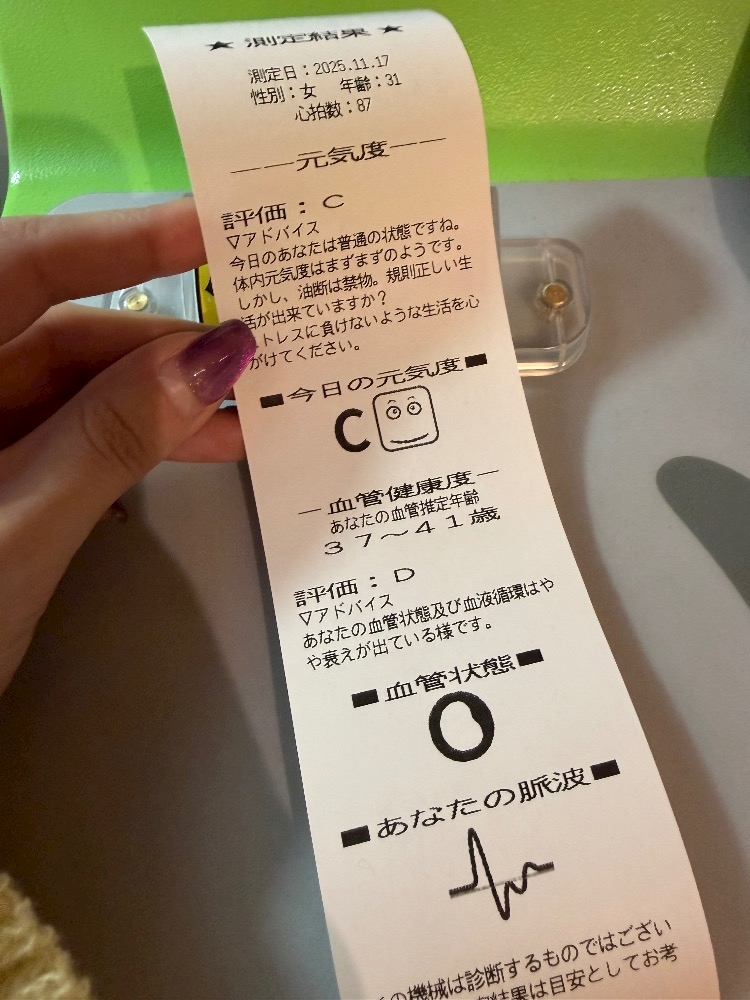 ★ 測定結果 ★
測定日：2025.11.17
性別：女 年齢：31
心拍数：87
――元気度――
評価：C
▽アドバイス
今日のあなたは普通の状態ですね。
体内元気度はまずまずのようです。
しかし、油断は禁物。規則正しい生
活が出来ていますか？
トレスに負けないような生活を心
がけてください。
■今日の元気度■
C
―血管健康度―
あなたの血管推定年齢
３７～４１歳
評価：D
▽アドバイス
あなたの血管状態及び血液循環はや
や衰えが出ている様です。
■血管状態■
■あなたの脈波■
の機械は診断するものではござい
結果は目安としてお考